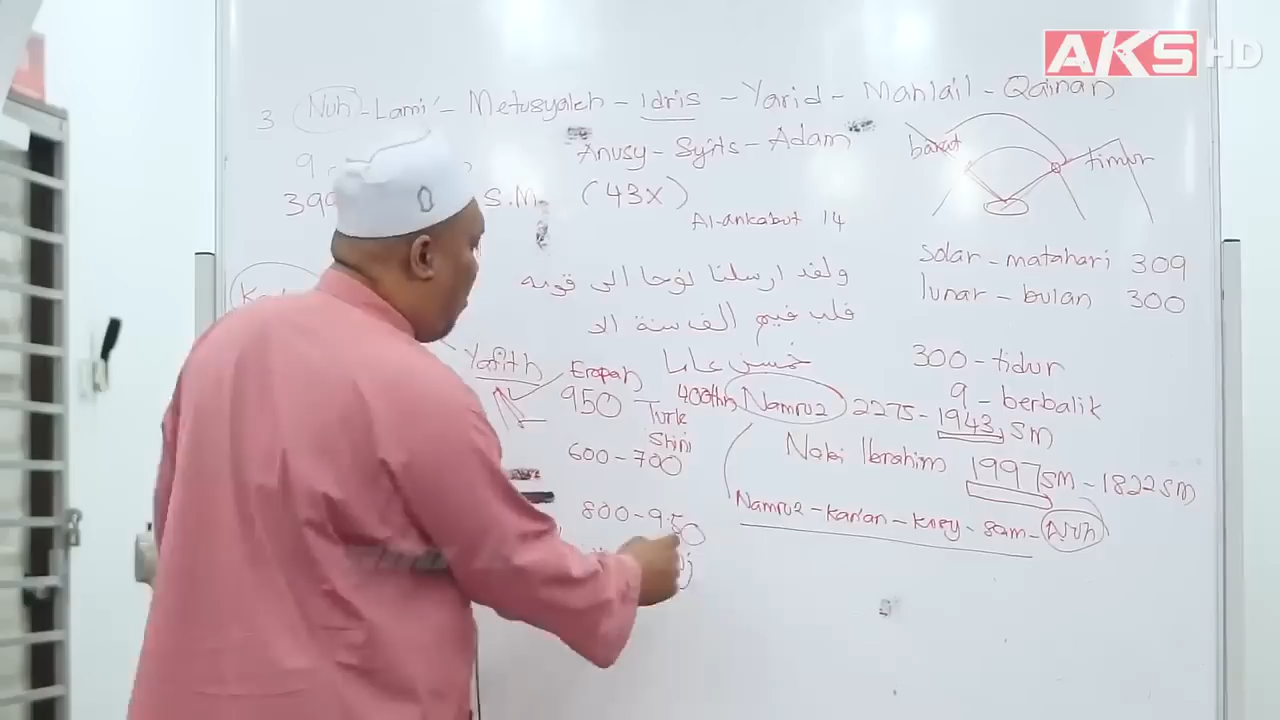 AKS HD
3 Nuh - Lami' - Metusyaleh - Idris - Yarid - Mahlail - Qainan
Anusy - Syits - Adam
9
399 S.M. (43x)
Al-ankabut 14
barat
timur
ولقد ارسلنا نوحا الى قومه
فلبث فيهم الف سنة الا
خمسين عاما
solar - matahari 309
lunar - bulan 300
300 - tidur
9 - berbalik
Yafith
Eropah
Turk
950
400thn Namruz 2275 - 1943 SM
600 - 700
Nabi Ibrahim 1997 SM - 1822 SM
800 - 950
Namruz - Kan'an - Kusy - Sam - Nuh